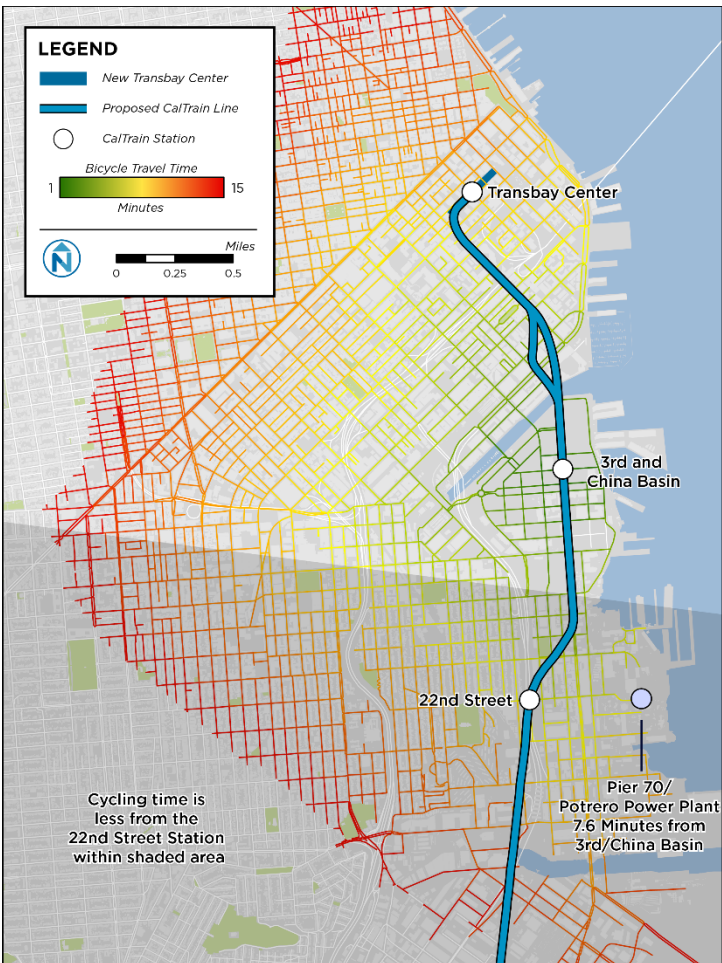 LEGEND
New Transbay Center
Proposed CalTrain Line
CalTrain Station
Bicycle Travel Time
1 15
Minutes
N
Miles
0 0.25 0.5
Transbay Center
3rd and
China Basin
22nd Street
Pier 70/
Potrero Power Plant
7.6 Minutes from
3rd/China Basin
Cycling time is
less from the
22nd Street Station
within shaded area